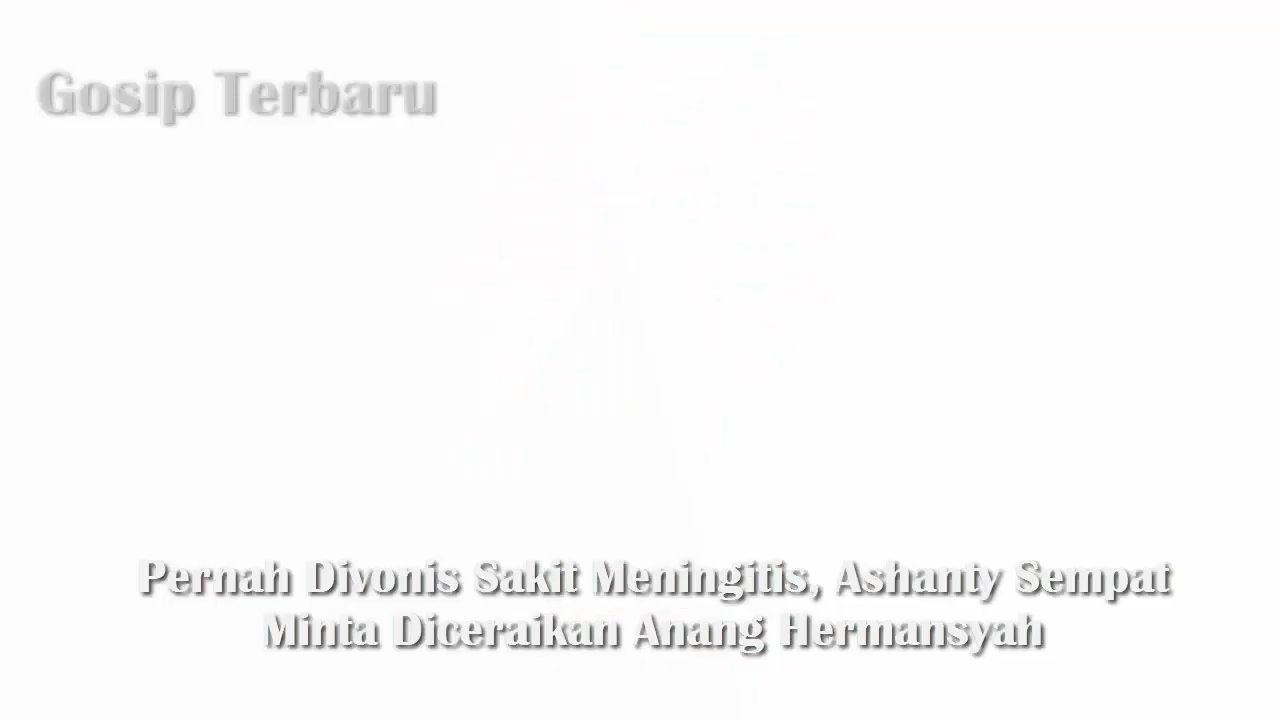 Gosip Terbaru
Pernah Divonis Sakit Meningitis, Ashanty Sempat
Minta Diceraikan Anang Hermansyah